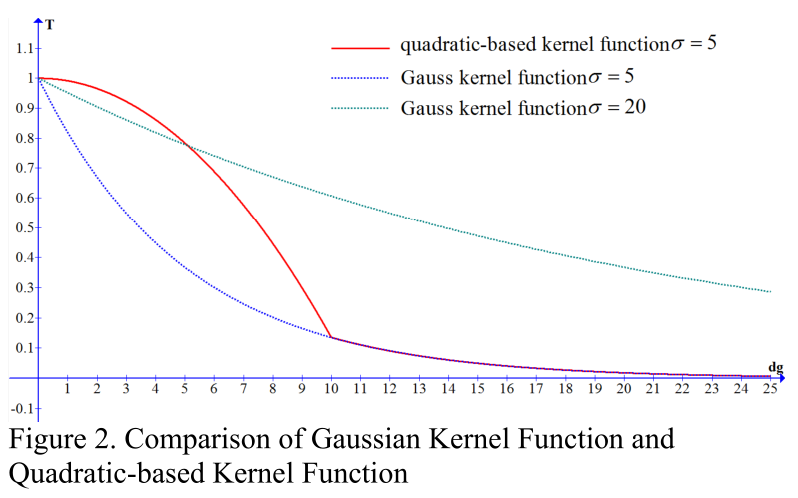 T
quadratic-based kernel functionσ = 5
Gauss kernel functionσ = 5
Gauss kernel functionσ = 20
1.1
1
0.9
0.8
0.7
0.6
0.5
0.4
0.3
0.2
0.1
-0.1
dg
1 2 3 4 5 6 7 8 9 10 11 12 13 14 15 16 17 18 19 20 21 22 23 24 25
Figure 2. Comparison of Gaussian Kernel Function and
Quadratic-based Kernel Function